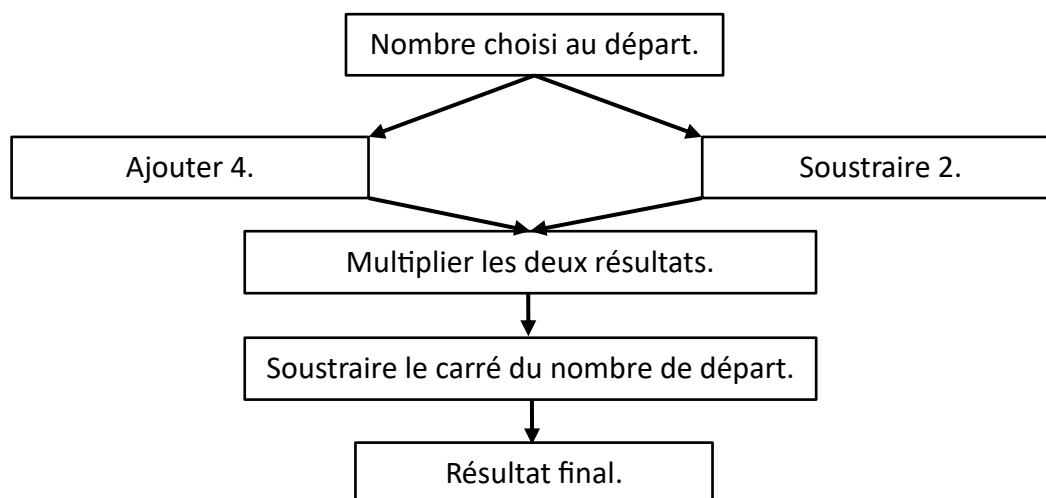 Nombre choisi au départ.
Ajouter 4.
Soustraire 2.
Multiplier les deux résultats.
Soustraire le carré du nombre de départ.
Résultat final.